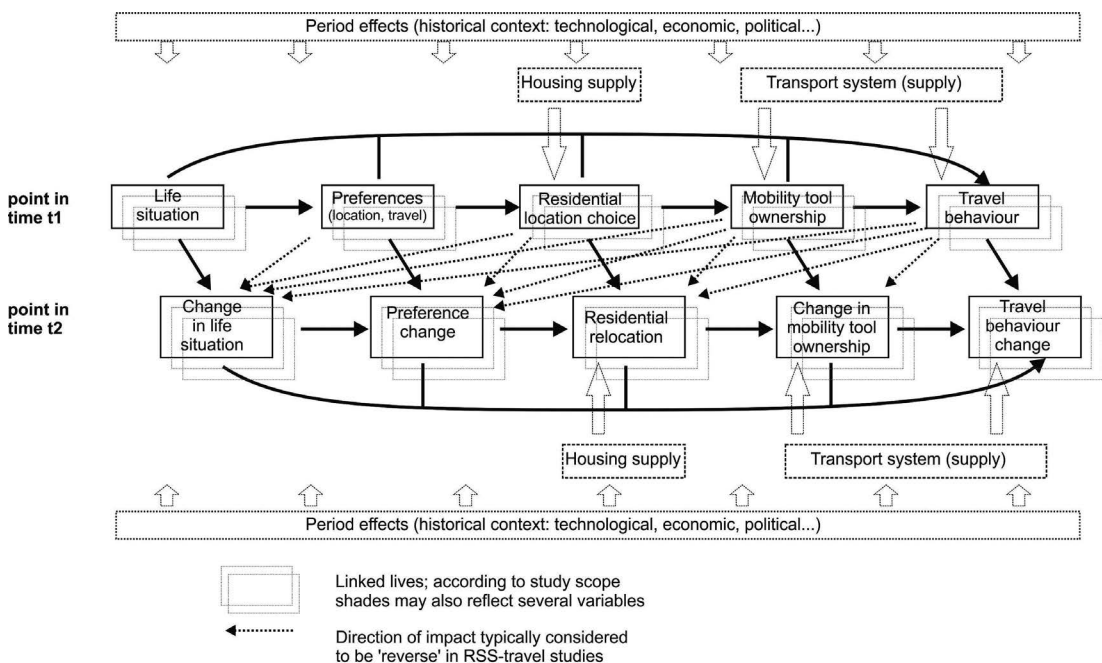 Period effects (historical context: technological, economic, political...)
Housing supply
Transport system (supply)
point in
time t1
Life
situation
Preferences
(location, travel)
Residential
location choice
Mobility tool
ownership
Travel
behaviour
point in
time t2
Change
in life
situation
Preference
change
Residential
relocation
Change in
mobility tool
ownership
Travel
behaviour
change
Housing supply
Transport system (supply)
Period effects (historical context: technological, economic, political...)
Linked lives; according to study scope
shades may also reflect several variables
Direction of impact typically considered
to be 'reverse' in RSS-travel studies